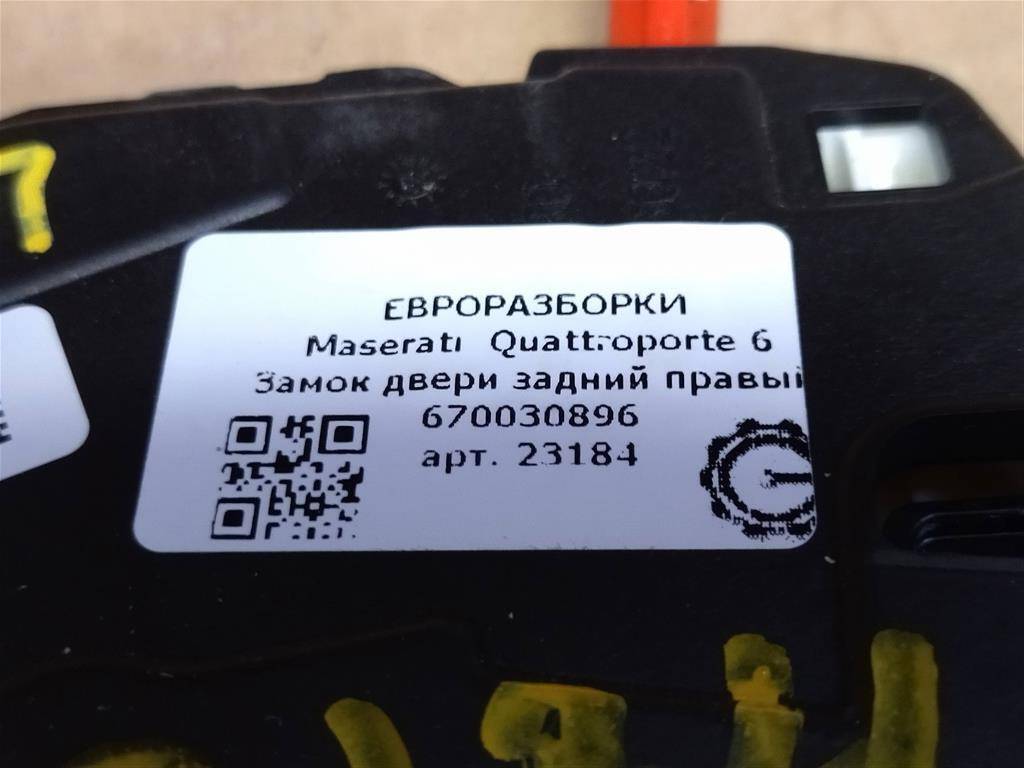 ЕВРОРАЗБОРКИ
Maserati Quattroporte 6
Замок двери задний правый
670030896
арт. 23184